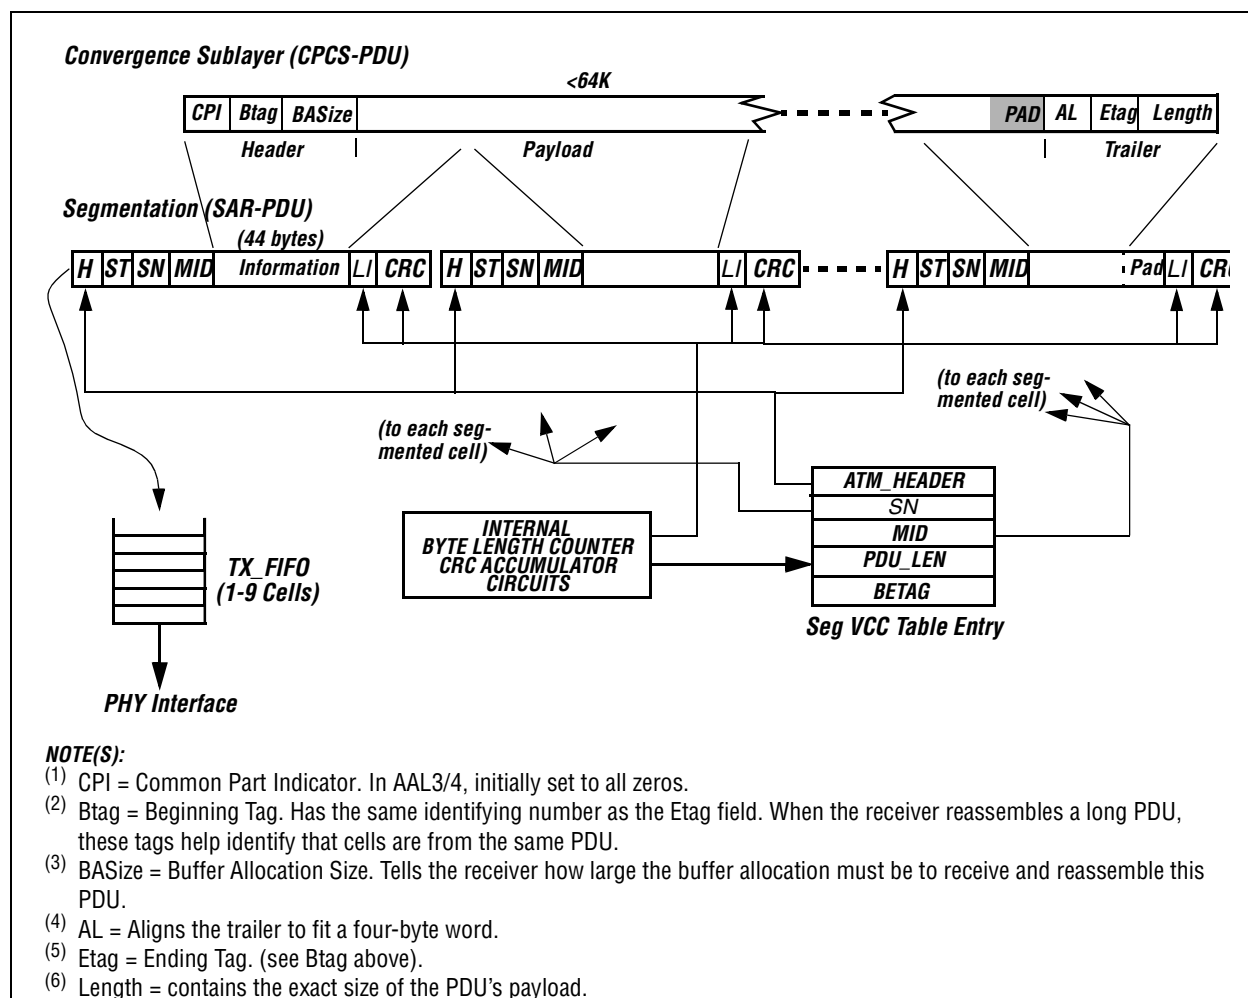 Convergence Sublayer (CPCS-PDU)
<64K
CPI Btag BASize PAD AL Etag Length
Header Payload Trailer
Segmentation (SAR-PDU)
(44 bytes)
H ST SN MID Information LI CRC H ST SN MID LI CRC H ST SN MID Pad LI CRC
(to each seg-
mented cell)
(to each seg-
mented cell)
ATM_HEADER
SN
MID
PDU_LEN
BETAG
Seg VCC Table Entry
INTERNAL
BYTE LENGTH COUNTER
CRC ACCUMULATOR
CIRCUITS
TX_FIFO
(1-9 Cells)
PHY Interface
NOTE(S):
(1) CPI = Common Part Indicator. In AAL3/4, initially set to all zeros.
(2) Btag = Beginning Tag. Has the same identifying number as the Etag field. When the receiver reassembles a long PDU,
these tags help identify that cells are from the same PDU.
(3) BASize = Buffer Allocation Size. Tells the receiver how large the buffer allocation must be to receive and reassemble this
PDU.
(4) AL = Aligns the trailer to fit a four-byte word.
(5) Etag = Ending Tag. (see Btag above).
(6) Length = contains the exact size of the PDU's payload.